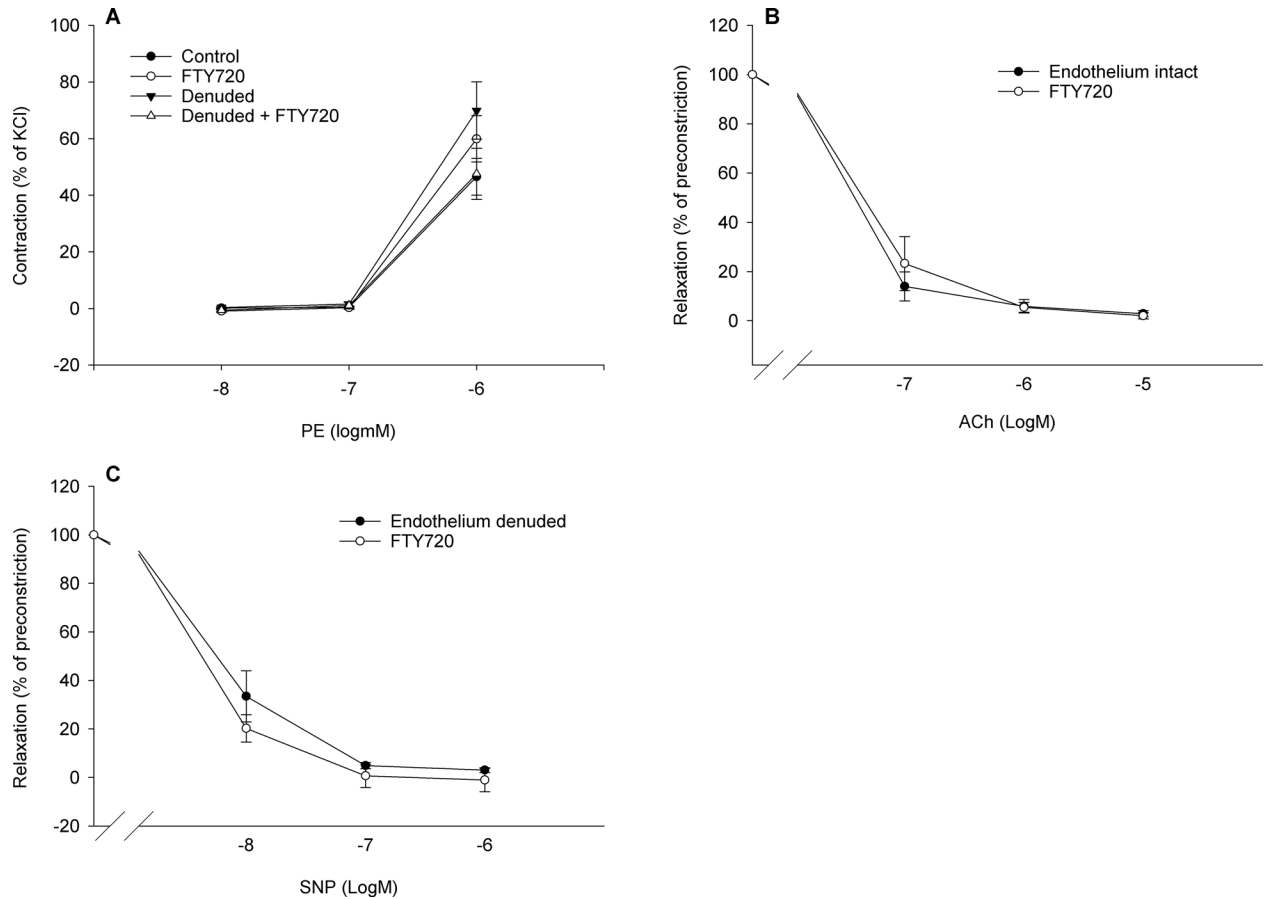 A
100
80
60
40
20
0
-20
Contraction (% of KCl)
Control
FTY720
Denuded
Denuded + FTY720
-8 -7 -6
PE (logmM)
B
120
100
80
60
40
20
0
Relaxation (% of preconstriction)
Endothelium intact
FTY720
-7 -6 -5
ACh (LogM)
C
120
100
80
60
40
20
0
-20
Relaxation (% of preconstriction)
Endothelium denuded
FTY720
-8 -7 -6
SNP (LogM)